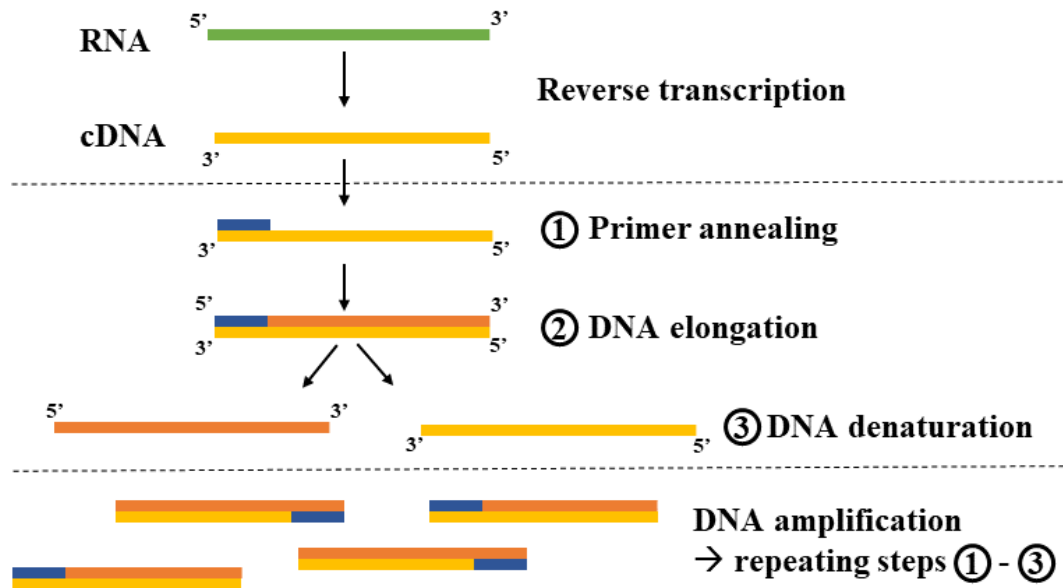 5’ 3’
RNA
Reverse transcription
cDNA
3’ 5’
① Primer annealing
3’ 5’
5’ 3’
② DNA elongation
3’ 5’
5’ 3’
③ DNA denaturation
3’ 5’
DNA amplification
→ repeating steps ① - ③